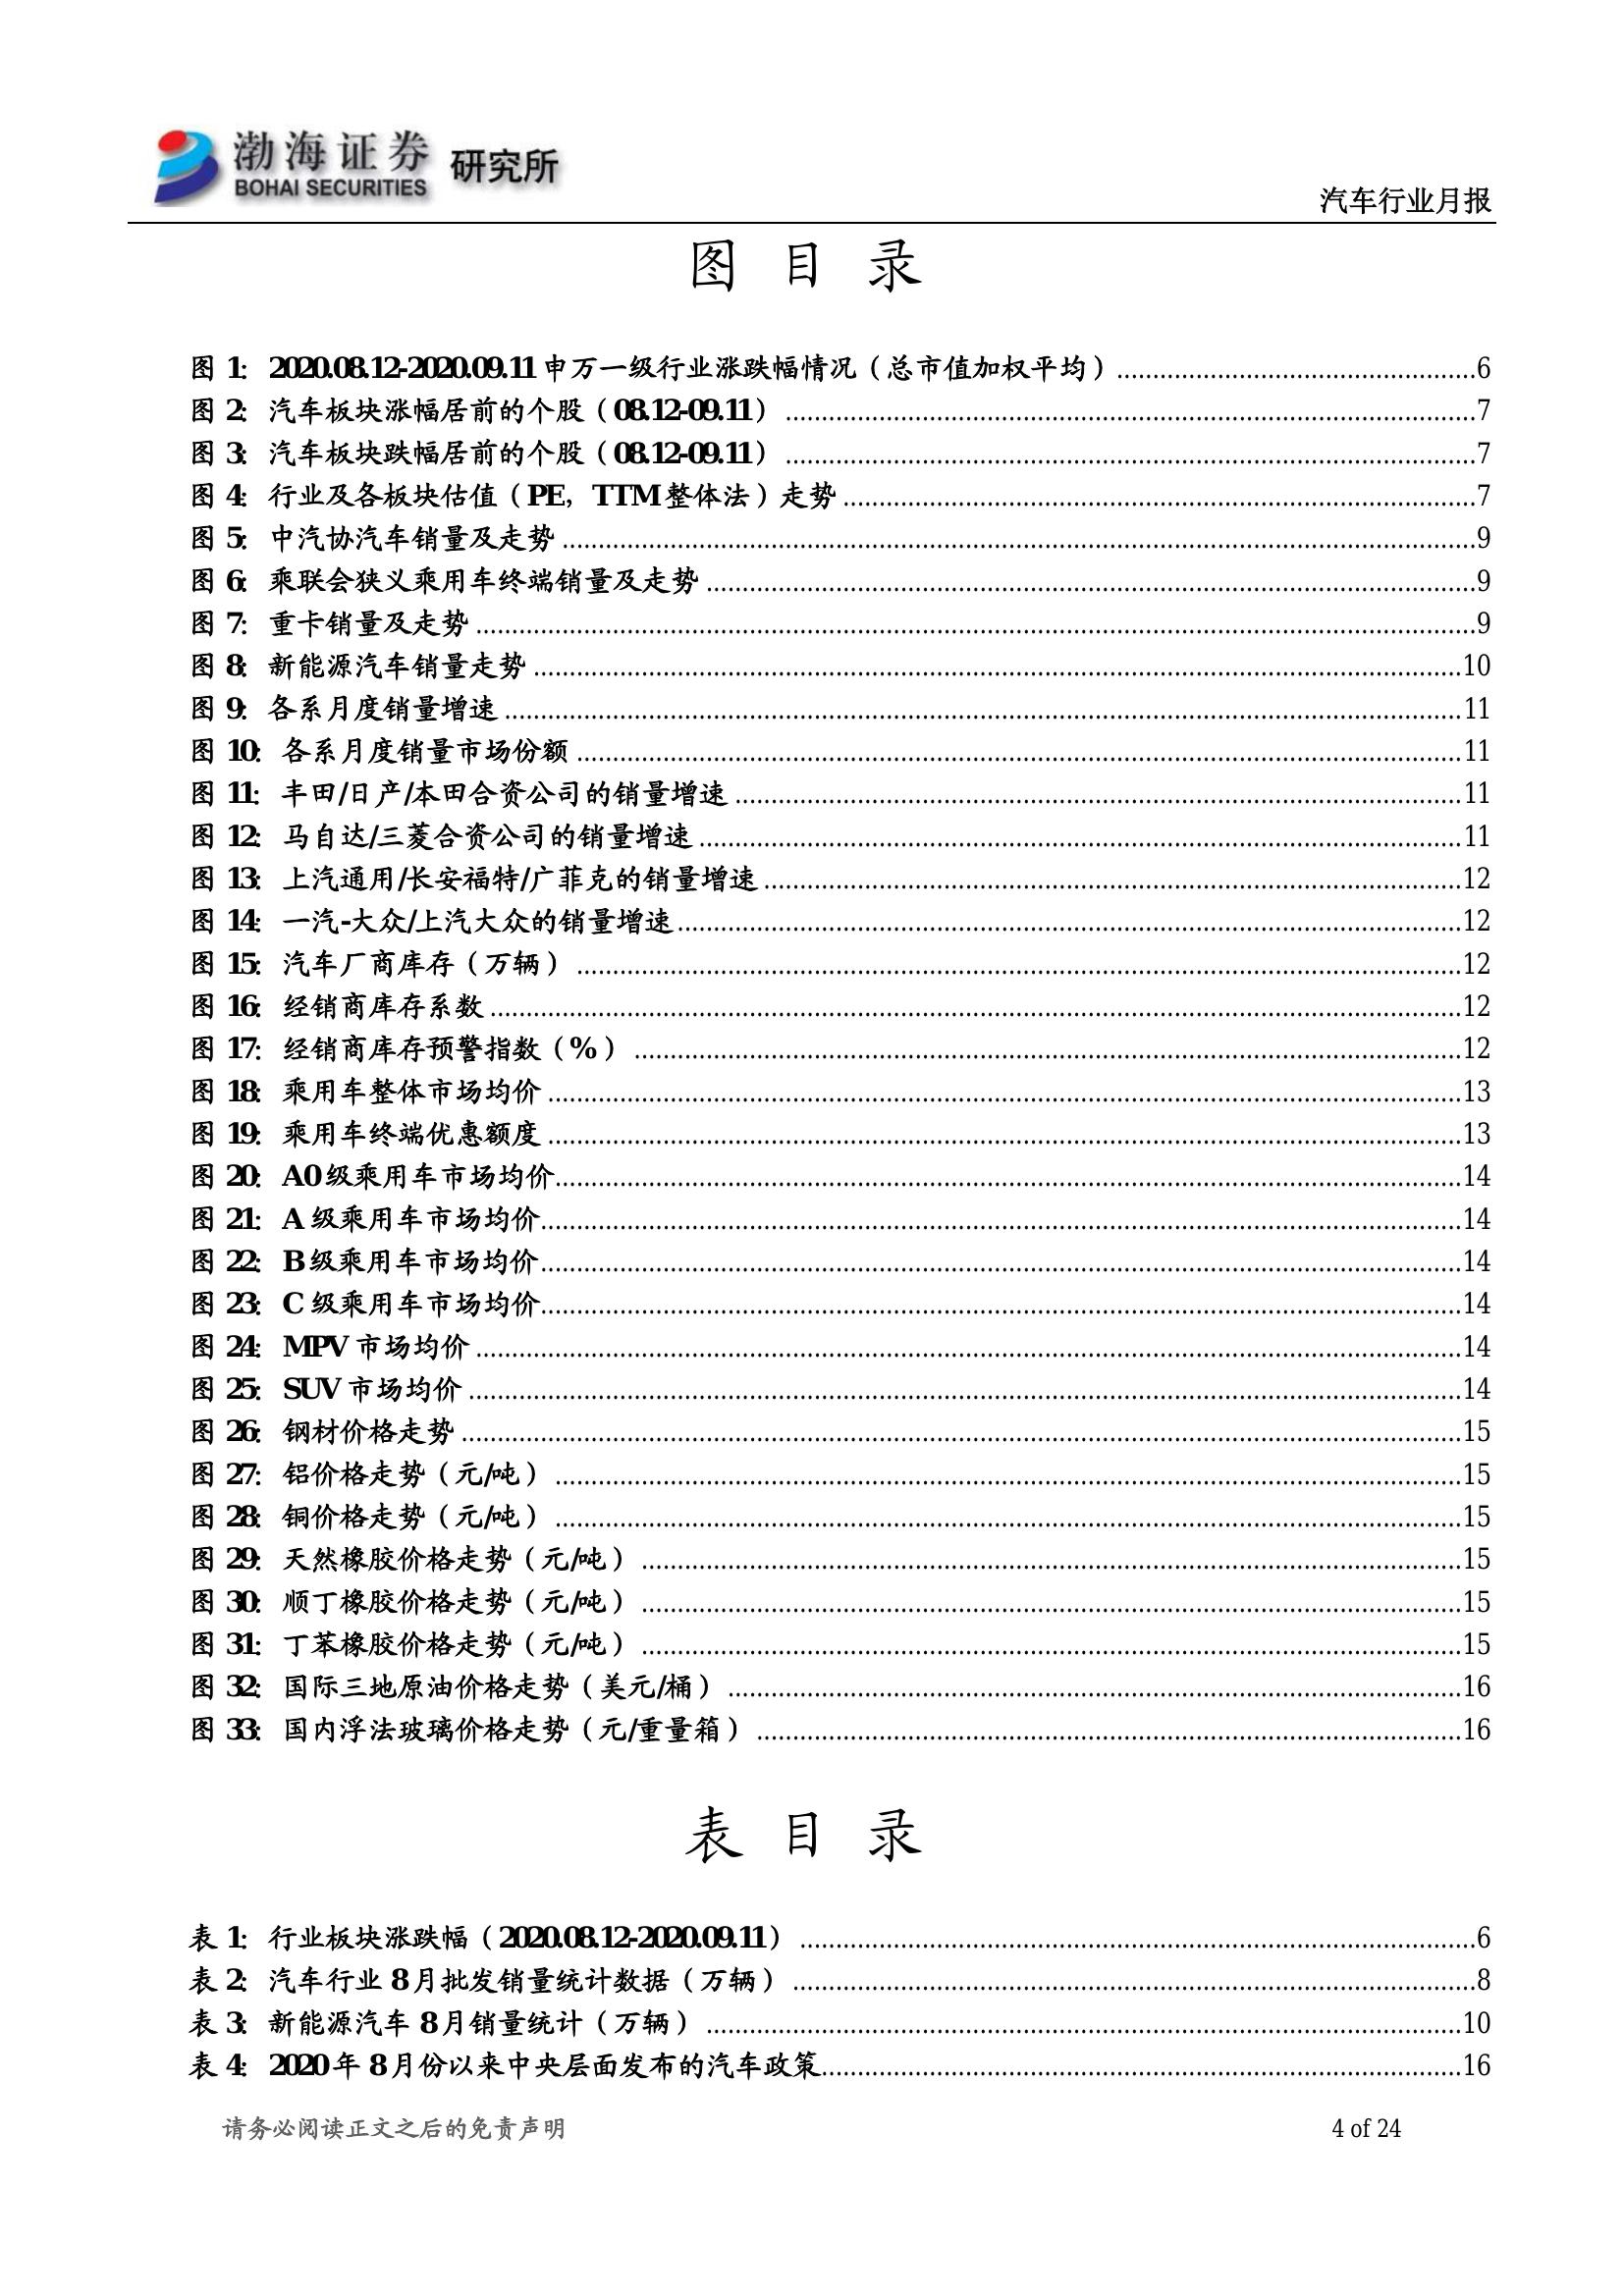 渤海证券 研究所
BOHAI SECURITIES
汽车行业月报
图 目 录
图 1：2020.08.12-2020.09.11 申万一级行业涨跌幅情况（总市值加权平均）..........6
图 2：汽车板块涨幅居前的个股（08.12-09.11）..........7
图 3：汽车板块跌幅居前的个股（08.12-09.11）..........7
图 4：行业及各板块估值（PE，TTM 整体法）走势..........7
图 5：中汽协汽车销量及走势..........9
图 6：乘联会狭义乘用车终端销量及走势..........9
图 7：重卡销量及走势..........9
图 8：新能源汽车销量走势..........10
图 9：各系月度销量增速..........11
图 10：各系月度销量市场份额..........11
图 11：丰田/日产/本田合资公司的销量增速..........11
图 12：马自达/三菱合资公司的销量增速..........11
图 13：上汽通用/长安福特/广菲克的销量增速..........12
图 14：一汽-大众/上汽大众的销量增速..........12
图 15：汽车厂商库存（万辆）..........12
图 16：经销商库存系数..........12
图 17：经销商库存预警指数（%）..........12
图 18：乘用车整体市场均价..........13
图 19：乘用车终端优惠额度..........13
图 20：A0 级乘用车市场均价..........14
图 21：A 级乘用车市场均价..........14
图 22：B 级乘用车市场均价..........14
图 23：C 级乘用车市场均价..........14
图 24：MPV 市场均价..........14
图 25：SUV 市场均价..........14
图 26：钢材价格走势..........15
图 27：铝价格走势（元/吨）..........15
图 28：铜价格走势（元/吨）..........15
图 29：天然橡胶价格走势（元/吨）..........15
图 30：顺丁橡胶价格走势（元/吨）..........15
图 31：丁苯橡胶价格走势（元/吨）..........15
图 32：国际三地原油价格走势（美元/桶）..........16
图 33：国内浮法玻璃价格走势（元/重量箱）..........16
表 目 录
表 1：行业板块涨跌幅（2020.08.12-2020.09.11）..........6
表 2：汽车行业 8 月批发销量统计数据（万辆）..........8
表 3：新能源汽车 8 月销量统计（万辆）..........10
表 4：2020 年 8 月份以来中央层面发布的汽车政策..........16
请务必阅读正文之后的免责声明
4 of 24